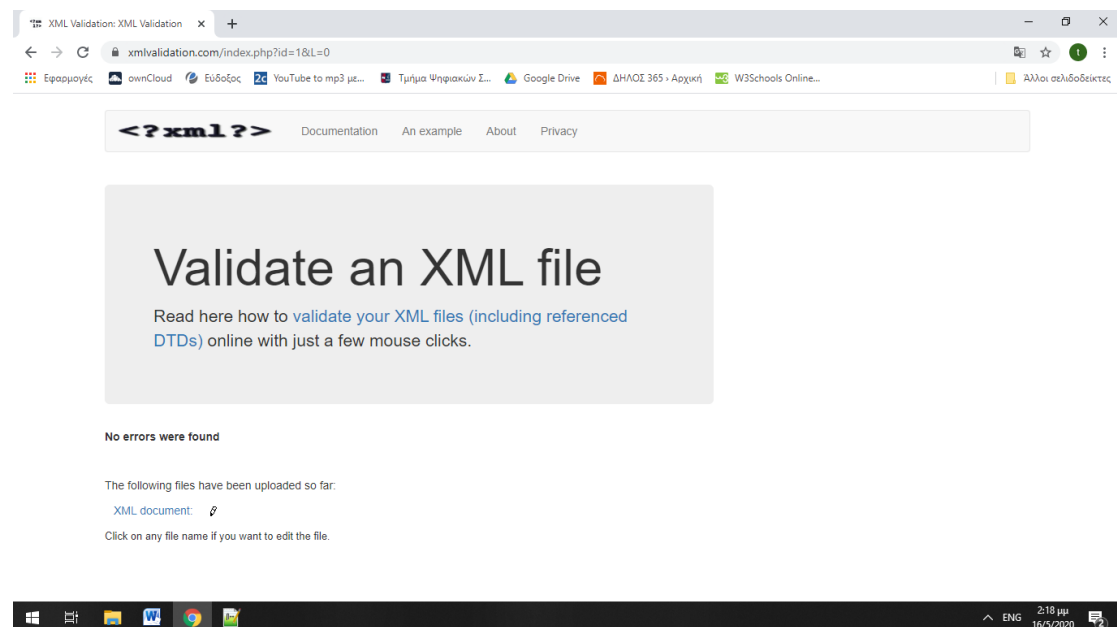 XML Validation: XML Validation
xmlvalidation.com/index.php?id=1&L=0
t
Εφαρμογές ownCloud Εύδοξος 2c YouTube to mp3 με... Τμήμα Ψηφιακών Σ... Google Drive ΔΗΛΟΣ 365 › Αρχική W3Schools Online... Άλλοι σελιδοδείκτες
<?xml?> Documentation An example About Privacy
Validate an XML file
Read here how to validate your XML files (including referenced
DTDs) online with just a few mouse clicks.
No errors were found
The following files have been uploaded so far:
XML document:
Click on any file name if you want to edit the file.
ENG
2:18 μμ
16/5/2020
2